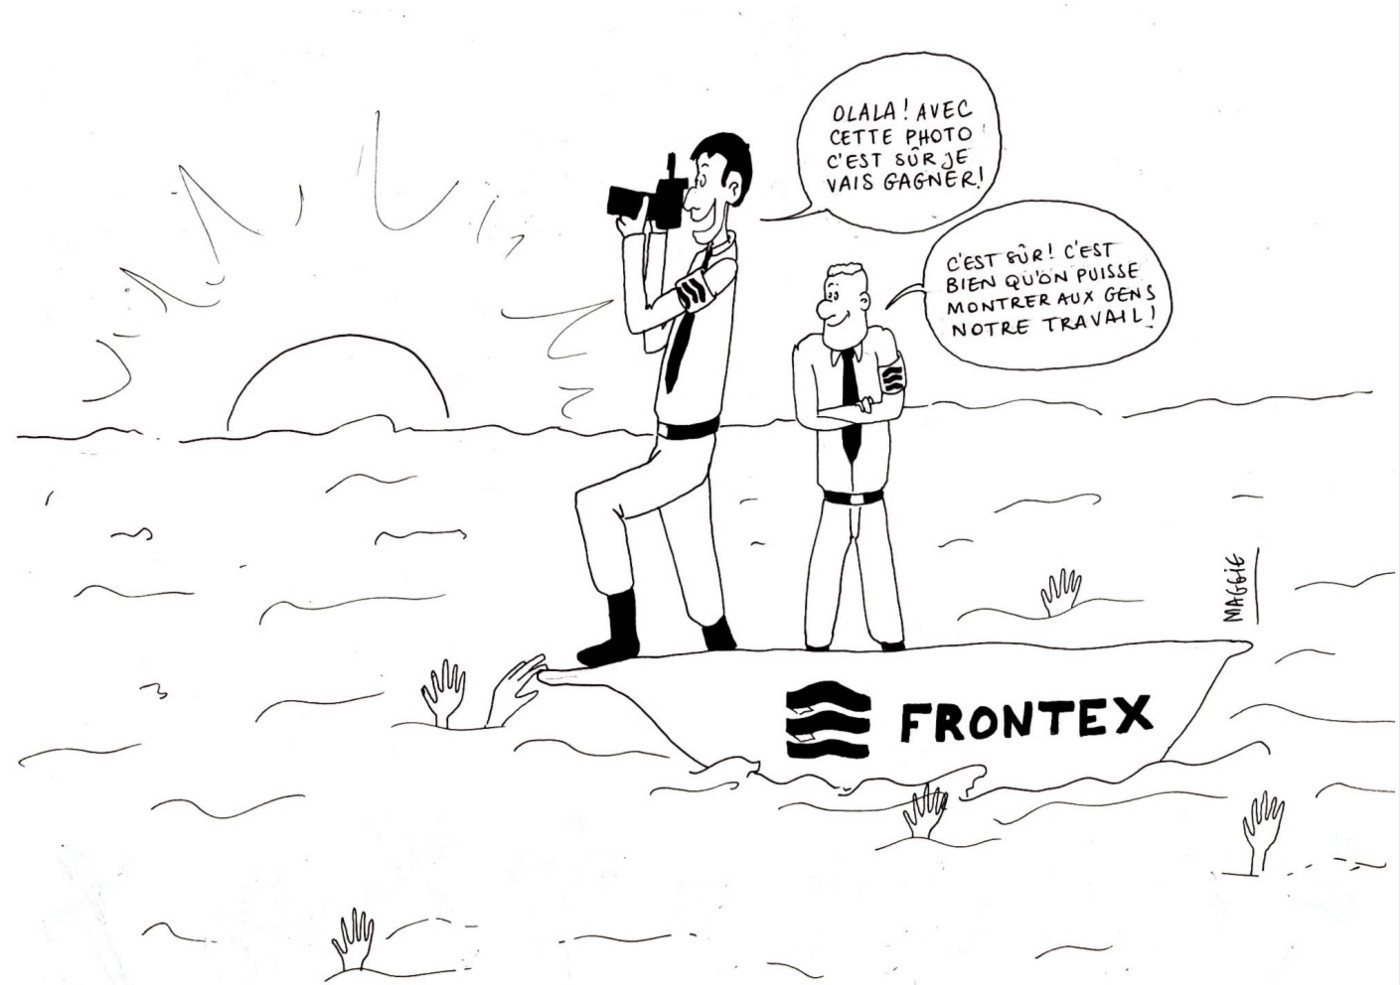 OLALA! AVEC
CETTE PHOTO
C'EST SÛR JE
VAIS GAGNER!
C'EST SÛR! C'EST
BIEN QU'ON PUISSE
MONTRER AUX GENS
NOTRE TRAVAIL!
MAGGIE
FRONTEX